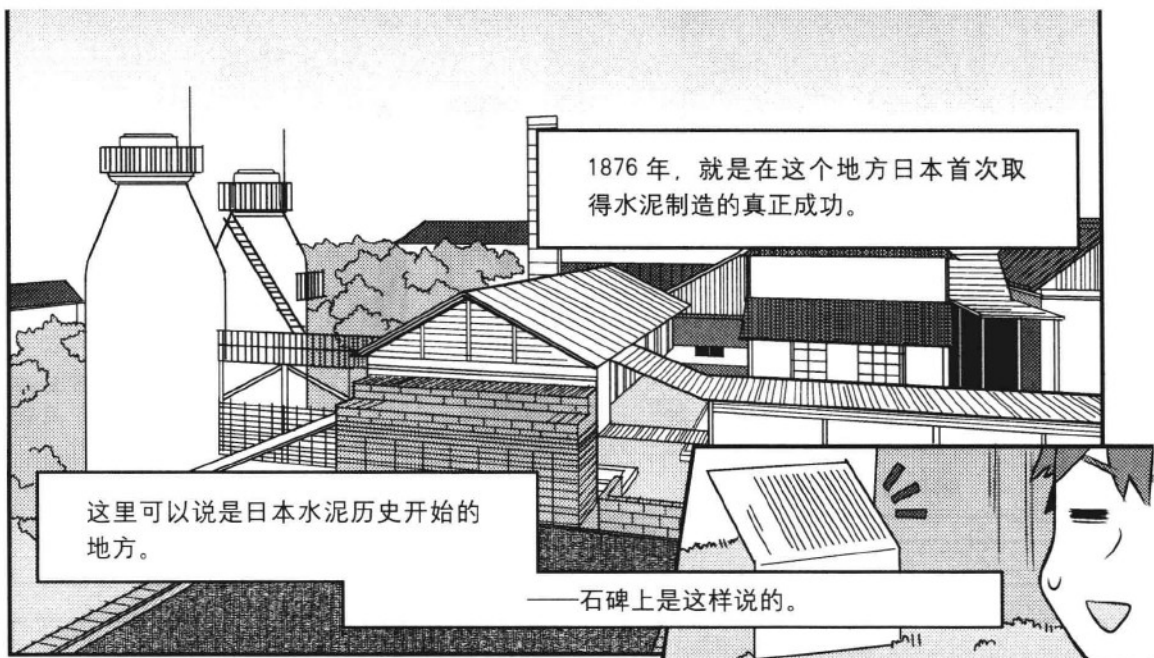 1876 年，就是在这个地方日本首次取
得水泥制造的真正成功。
这里可以说是日本水泥历史开始的
地方。
——石碑上是这样说的。